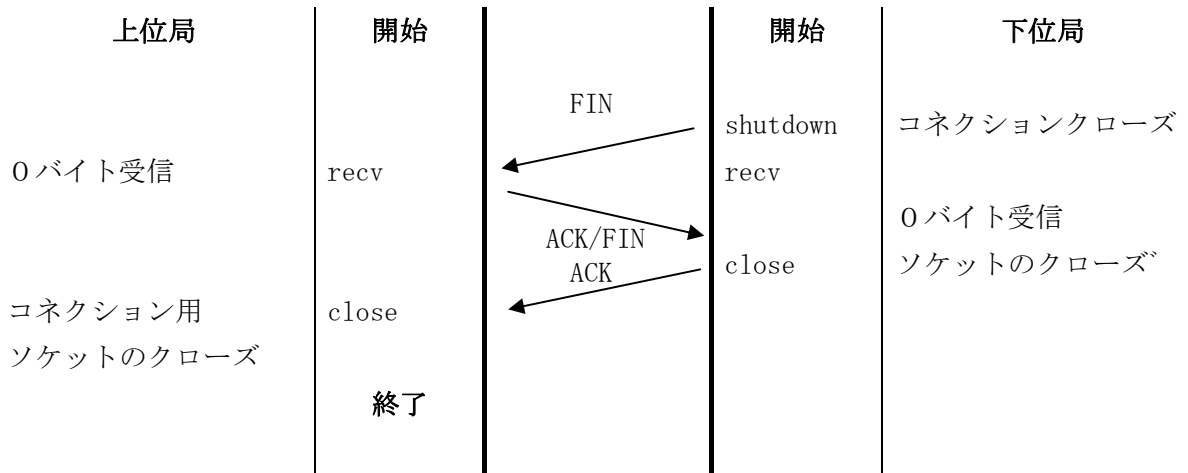 上位局 開始 開始 下位局
FIN
shutdown コネクションクローズ
０バイト受信 recv recv
０バイト受信
ACK/FIN
close ソケットのクローズ゛
ACK
コネクション用 close
ソケットのクローズ
終了